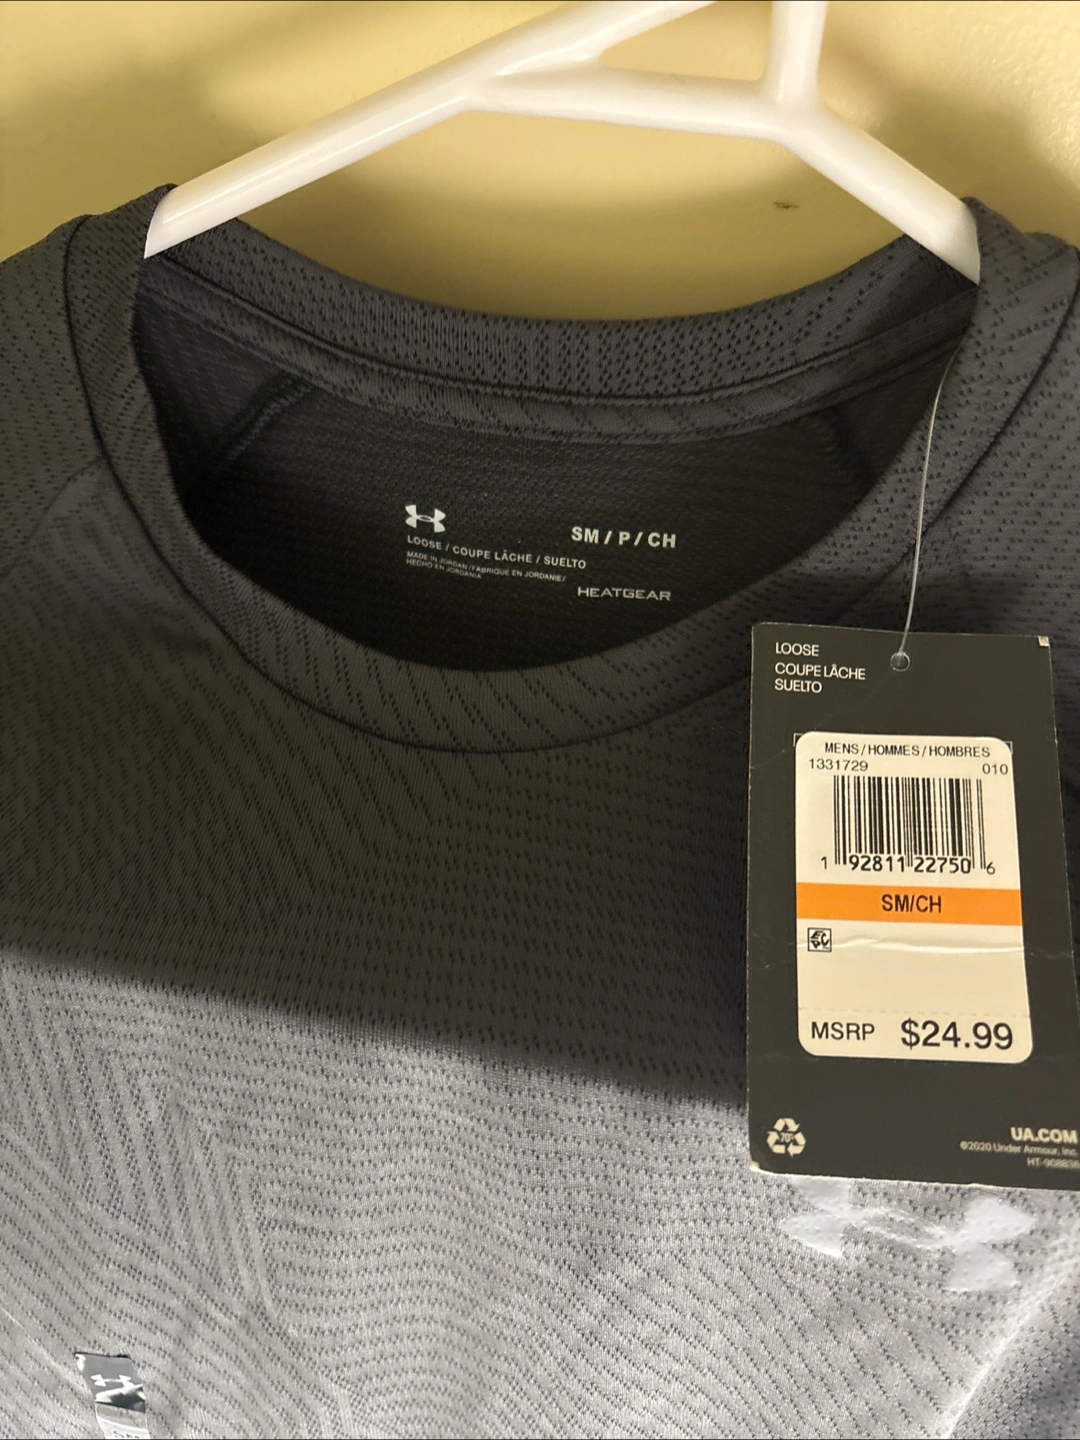 SM / P / CH
LOOSE / COUPE LÂCHE / SUELTO
MADE IN JORDAN / FABRIQUÉ EN JORDANIE /
HECHO EN JORDANIA
HEATGEAR
LOOSE
COUPE LÂCHE
SUELTO
MENS / HOMMES / HOMBRES
1331729 010
1 92811 22750 6
SM/CH
MSRP $24.99
UA.COM
©2020 Under Armour, Inc.